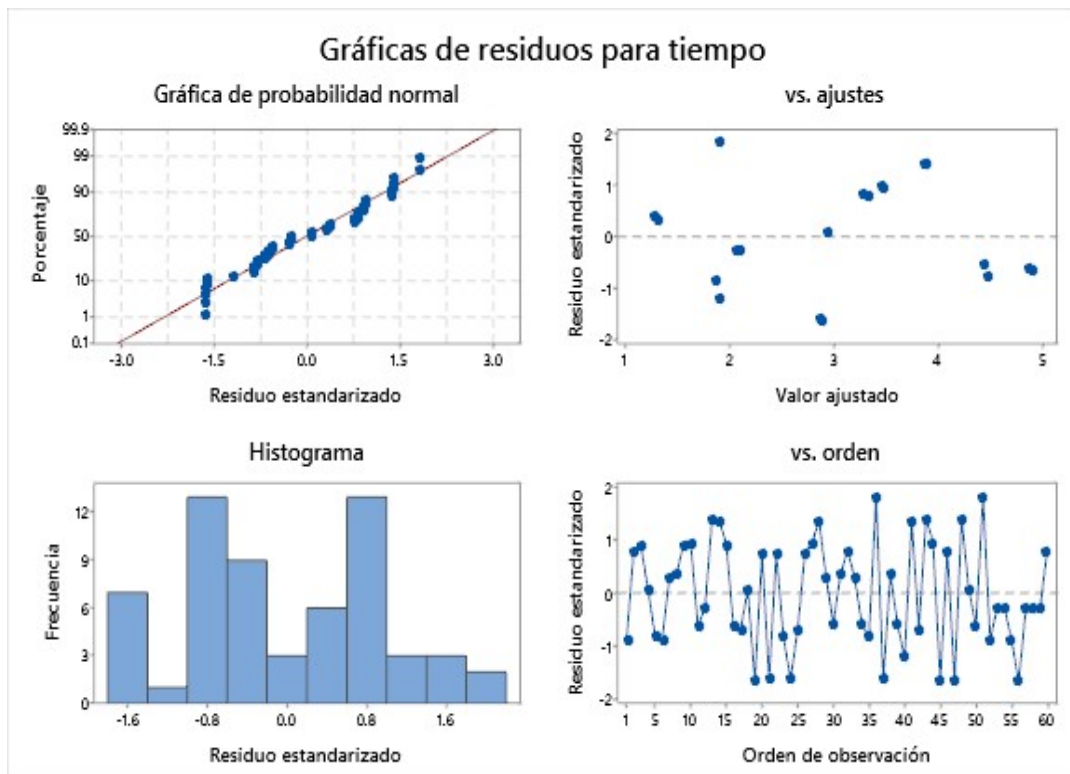 Gráficas de residuos para tiempo
Gráfica de probabilidad normal
99.9
99
90
50
10
1
0.1
Porcentaje
-3.0 -1.5 0.0 1.5 3.0
Residuo estandarizado
vs. ajustes
2
1
0
-1
-2
Residuo estandarizado
1 2 3 4 5
Valor ajustado
Histograma
12
9
6
3
0
Frecuencia
-1.6 -0.8 0.0 0.8 1.6
Residuo estandarizado
vs. orden
2
1
0
-1
-2
Residuo estandarizado
1 5 10 15 20 25 30 35 40 45 50 55 60
Orden de observación